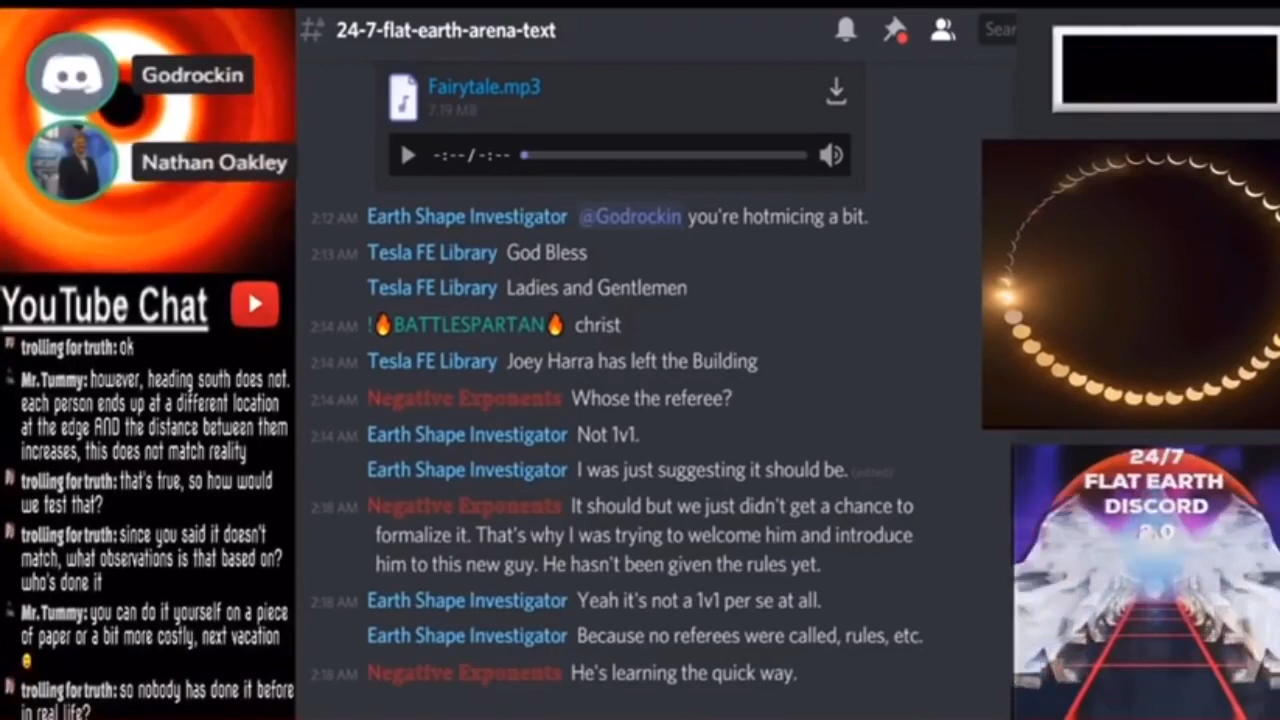 Godrockin
Nathan Oakley
YouTube Chat
trolling for truth: ok
Mr.Tummy: however, heading south does not.
each person ends up at a different location
at the edge AND the distance between them
increases, this does not match reality
trolling for truth: that's true, so how would
we test that?
trolling for truth: since you said it doesn't
match, what observations is that based on?
who's done it
Mr.Tummy: you can do it yourself on a piece
of paper or a bit more costly, next vacation
trolling for truth: so nobody has done it before
in real life?
# 24-7-flat-earth-arena-text
Sear
Fairytale.mp3
7.19 MB
-:--/-:--
2:12 AM Earth Shape Investigator @Godrockin you're hotmicing a bit.
2:13 AM Tesla FE Library God Bless
Tesla FE Library Ladies and Gentlemen
2:14 AM !🔥BATTLESPARTAN🔥 christ
2:14 AM Tesla FE Library Joey Harra has left the Building
2:14 AM Negative Exponents Whose the referee?
2:14 AM Earth Shape Investigator Not 1v1.
Earth Shape Investigator I was just suggesting it should be. (edited)
2:18 AM Negative Exponents It should but we just didn't get a chance to
formalize it. That's why I was trying to welcome him and introduce
him to this new guy. He hasn't been given the rules yet.
2:18 AM Earth Shape Investigator Yeah it's not a 1v1 per se at all.
Earth Shape Investigator Because no referees were called, rules, etc.
2:18 AM Negative Exponents He's learning the quick way.
24/7
FLAT EARTH
DISCORD
2.0